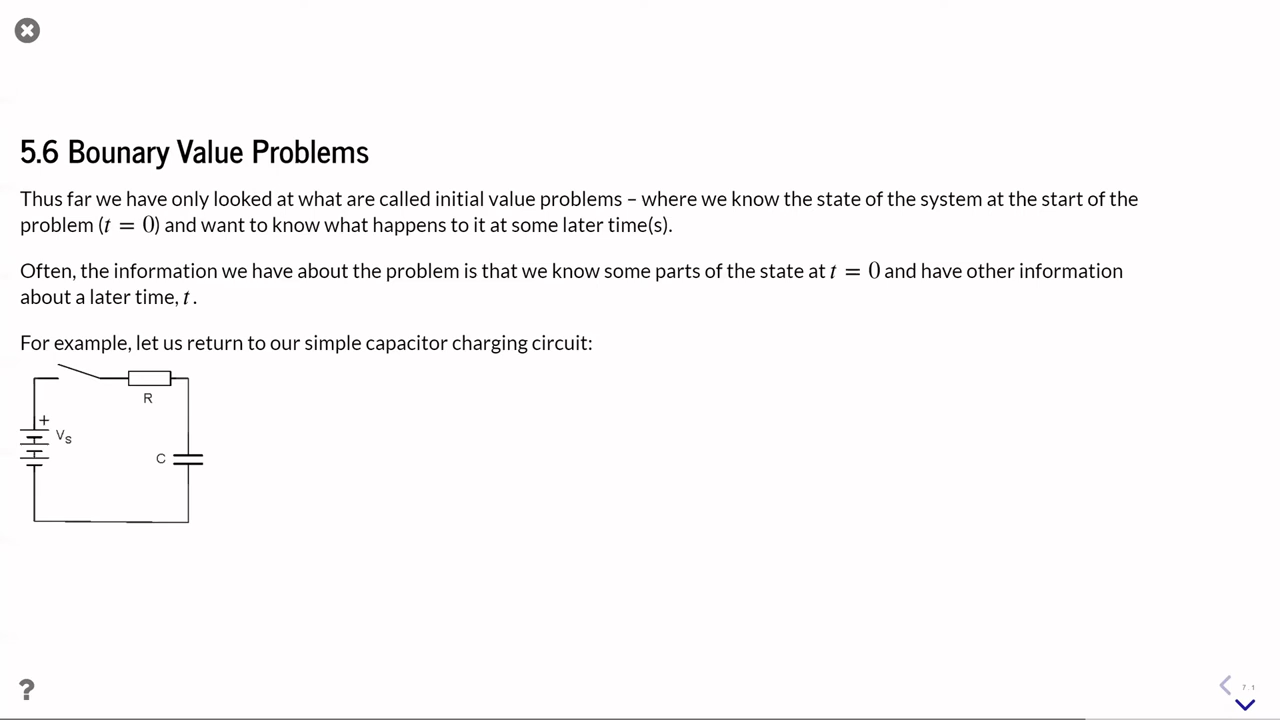 5.6 Bounary Value Problems
Thus far we have only looked at what are called initial value problems – where we know the state of the system at the start of the
problem (t = 0) and want to know what happens to it at some later time(s).
Often, the information we have about the problem is that we know some parts of the state at t = 0 and have other information
about a later time, t.
For example, let us return to our simple capacitor charging circuit:
R
+
Vs
C
?
7.1